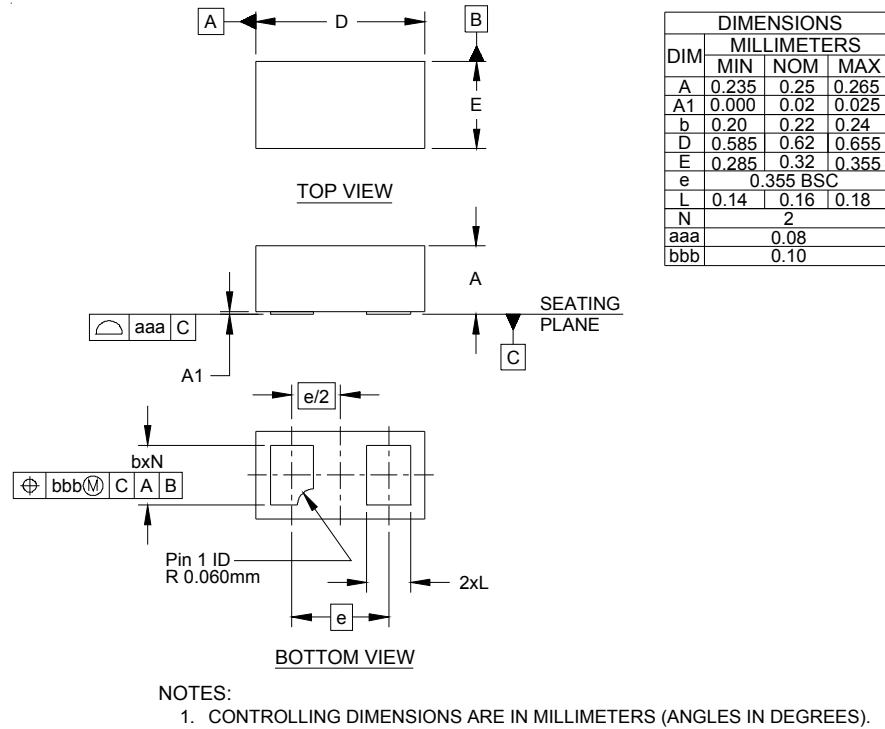 A
D
B
E
TOP VIEW
DIMENSIONS
DIM MILLIMETERS
MIN NOM MAX
A 0.235 0.25 0.265
A1 0.000 0.02 0.025
b 0.20 0.22 0.24
D 0.585 0.62 0.655
E 0.285 0.32 0.355
e 0.355 BSC
L 0.14 0.16 0.18
N 2
aaa 0.08
bbb 0.10
A
SEATING
PLANE
aaa C
C
A1
e/2
bxN
⌖ bbbⓂ C A B
Pin 1 ID
R 0.060mm
2xL
e
BOTTOM VIEW
NOTES:
1. CONTROLLING DIMENSIONS ARE IN MILLIMETERS (ANGLES IN DEGREES).